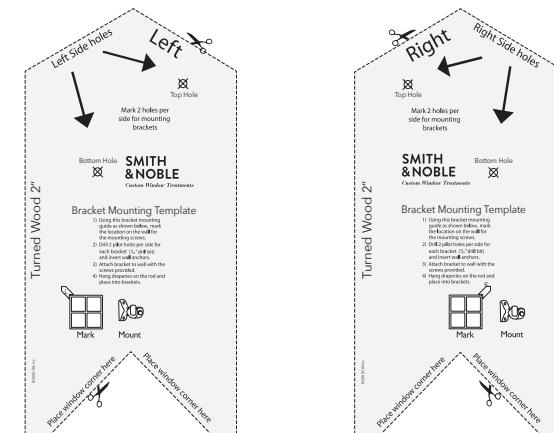 Left Side holes
Left
Top Hole
Mark 2 holes per
side for mounting
brackets
Bottom Hole
SMITH
&NOBLE
Custom Window Treatments
Turned Wood 2"
Bracket Mounting Template
1) Using this bracket mounting
guide as shown below, mark
the location on the wall for
the mounting screws.
2) Drill 2 pilot holes per side for
each bracket
drill bit)
and insert wall anchors.
3) Attach bracket to wall with the
screws provided.
4) Hang draperies on the rod and
place into brackets.
Mark
Mount
Place window corner here
Place window corner here
Right
Right Side holes
Top Hole
Mark 2 holes per
side for mounting
brackets
SMITH
&NOBLE
Custom Window Treatments
Bottom Hole
Turned Wood 2"
Bracket Mounting Template
1) Using this bracket mounting
guide as shown below, mark
the location on the wall for
the mounting screws.
2) Drill 2 pilot holes per side for
each bracket
drill bit)
and insert wall anchors.
3) Attach bracket to wall with the
screws provided.
4) Hang draperies on the rod and
place into brackets.
Mark
Mount
Place window corner here
Place window corner here